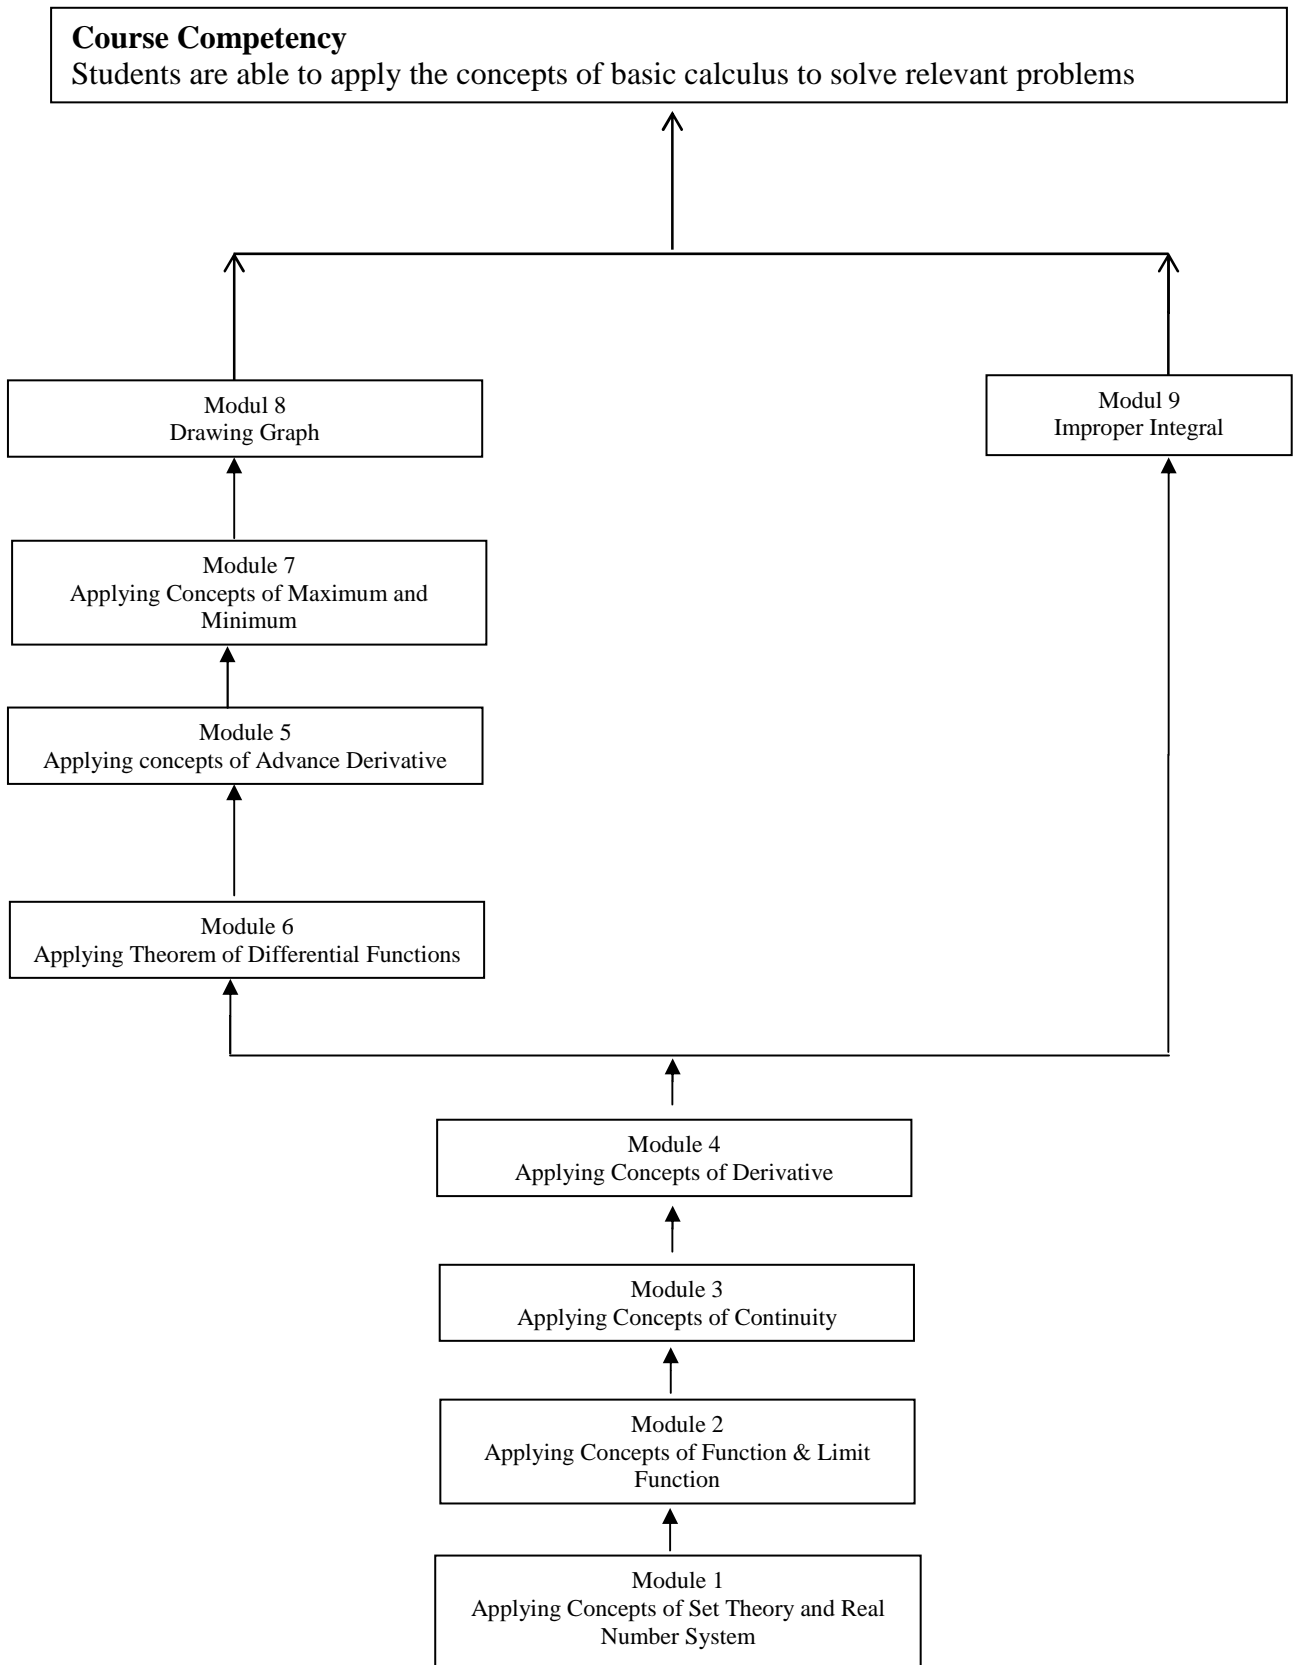 Course Competency
Students are able to apply the concepts of basic calculus to solve relevant problems
Modul 8
Drawing Graph
Modul 9
Improper Integral
Module 7
Applying Concepts of Maximum and
Minimum
Module 5
Applying concepts of Advance Derivative
Module 6
Applying Theorem of Differential Functions
Module 4
Applying Concepts of Derivative
Module 3
Applying Concepts of Continuity
Module 2
Applying Concepts of Function & Limit
Function
Module 1
Applying Concepts of Set Theory and Real
Number System